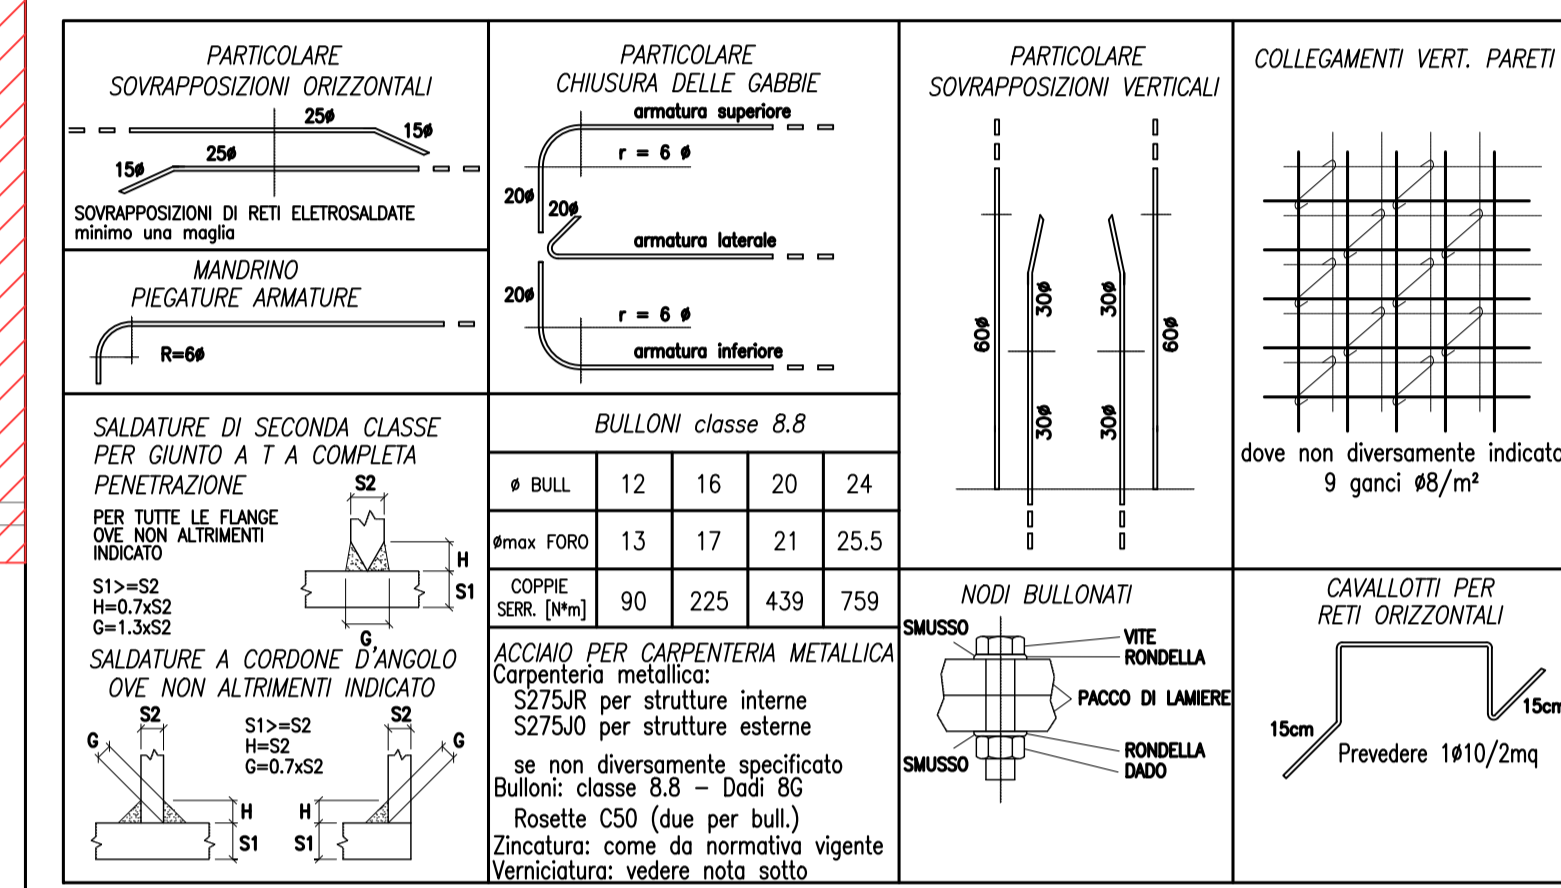 PARTICOLARE
SOVRAPPOSIZIONI ORIZZONTALI
25ø
15ø
25ø
15ø
SOVRAPPOSIZIONI DI RETI ELETROSALDATE
minimo una maglia
MANDRINO
PIEGATURE ARMATURE
R=6ø
PARTICOLARE
CHIUSURA DELLE GABBIE
armatura superiore
r = 6 ø
20ø
20ø
armatura laterale
20ø
r = 6 ø
armatura inferiore
PARTICOLARE
SOVRAPPOSIZIONI VERTICALI
60ø
30ø
30ø
60ø
30ø
30ø
COLLEGAMENTI VERT. PARETI
dove non diversamente indicato
9 ganci ø8/m²
SALDATURE DI SECONDA CLASSE
PER GIUNTO A T A COMPLETA
PENETRAZIONE
PER TUTTE LE FLANGE
OVE NON ALTRIMENTI
INDICATO
S1>=S2
H=0.7xS2
G=1.3xS2
S2
H
S1
G
SALDATURE A CORDONE D'ANGOLO
OVE NON ALTRIMENTI INDICATO
S2
G
S1>=S2
H=S2
G=0.7xS2
S2
G
H
S1
H
S1
BULLONI classe 8.8
ø BULL 12 16 20 24
ømax FORO 13 17 21 25.5
COPPIE
SERR. [N*m] 90 225 439 759
ACCIAIO PER CARPENTERIA METALLICA
Carpenteria metallica:
S275JR per strutture interne
S275J0 per strutture esterne
se non diversamente specificato
Bulloni: classe 8.8 – Dadi 8G
Rosette C50 (due per bull.)
Zincatura: come da normativa vigente
Verniciatura: vedere nota sotto
NODI BULLONATI
SMUSSO
VITE
RONDELLA
PACCO DI LAMIERE
SMUSSO
RONDELLA
DADO
CAVALLOTTI PER
RETI ORIZZONTALI
15cm
15cm
Prevedere 1ø10/2mq